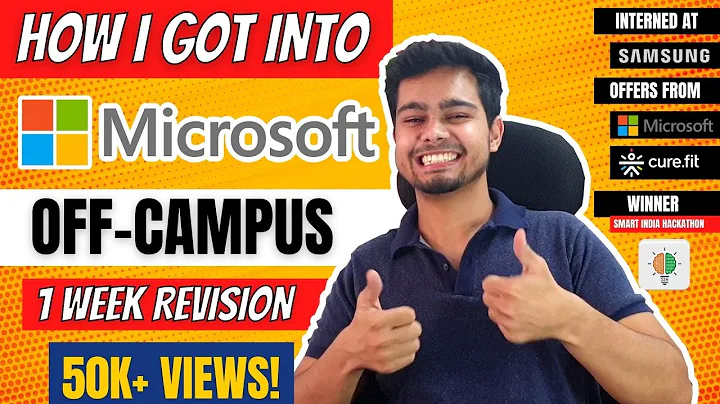 HOW I GOT INTO
Microsoft
OFF-CAMPUS
1 WEEK REVISION
50K+ VIEWS!
INTERNED AT
SAMSUNG
OFFERS FROM
Microsoft
cure.fit
WINNER
SMART INDIA HACKATHON